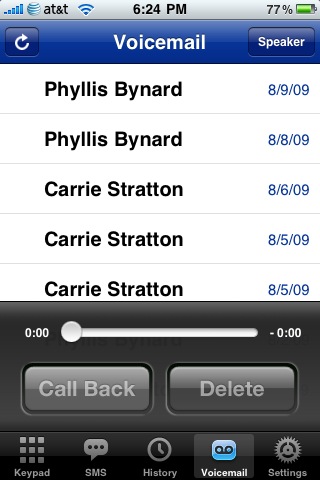 at&t 6:24 PM 77%
Voicemail Speaker
Phyllis Bynard 8/9/09
Phyllis Bynard 8/8/09
Carrie Stratton 8/6/09
Carrie Stratton 8/5/09
Carrie Stratton 8/5/09
0:00 - 0:00
Phyllis Bynard
Call Back Delete
Keypad SMS History Voicemail Settings